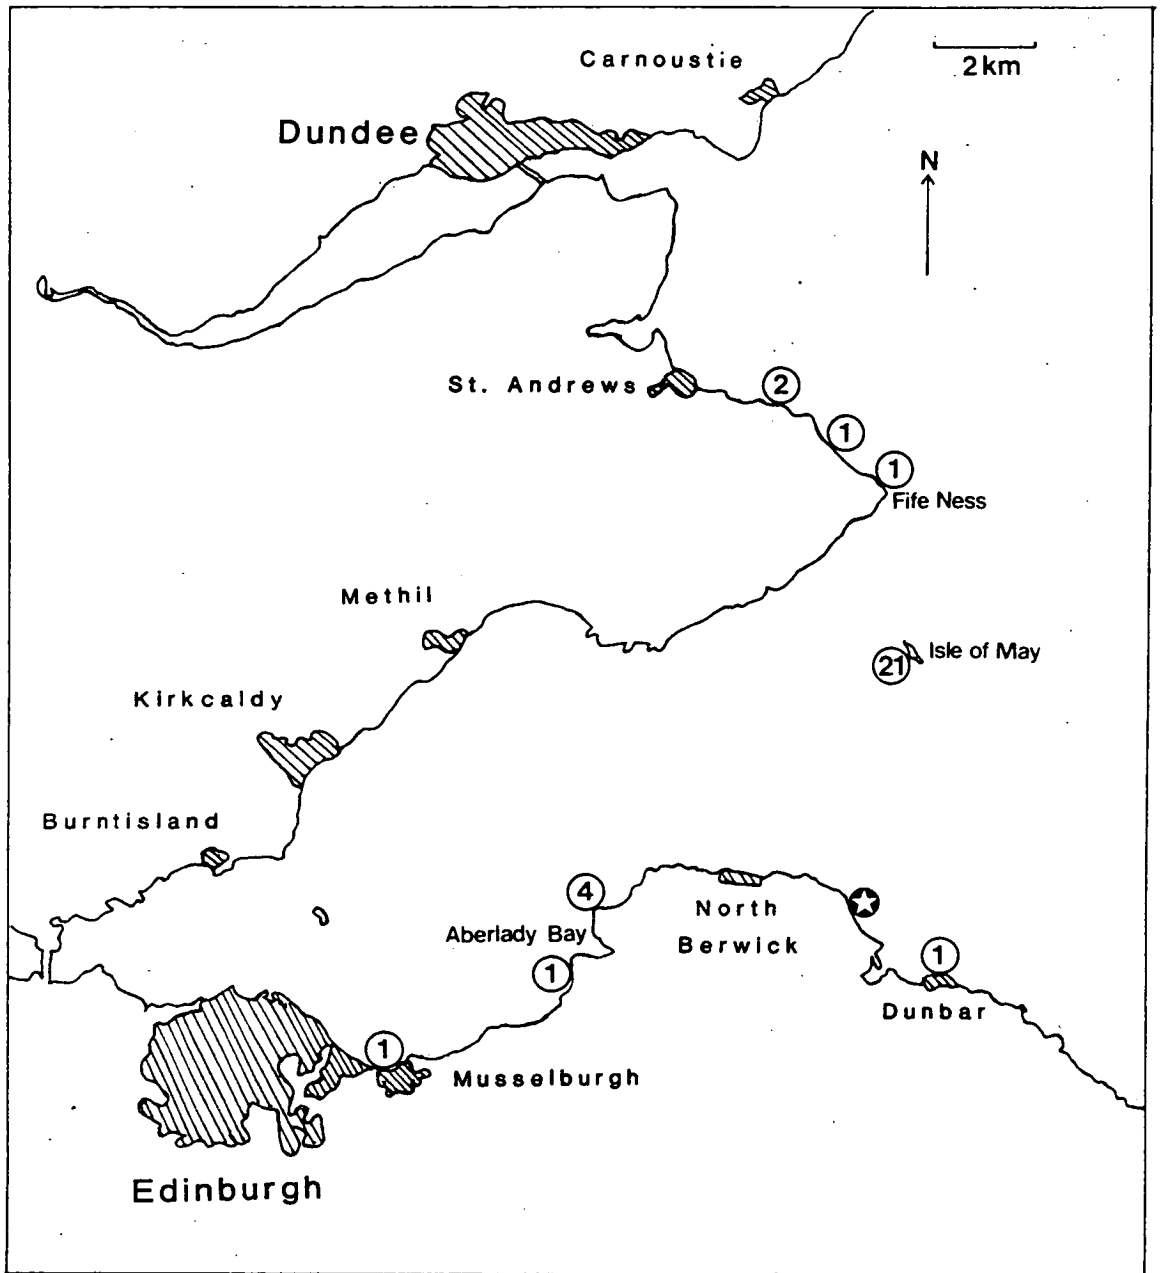 Carnoustie
2km
Dundee
N
St. Andrews
2
1
1
Fife Ness
Methil
21
Isle of May
Kirkcaldy
Burntisland
4
North
Berwick
Aberlady Bay
1
1
Dunbar
1
Musselburgh
Edinburgh